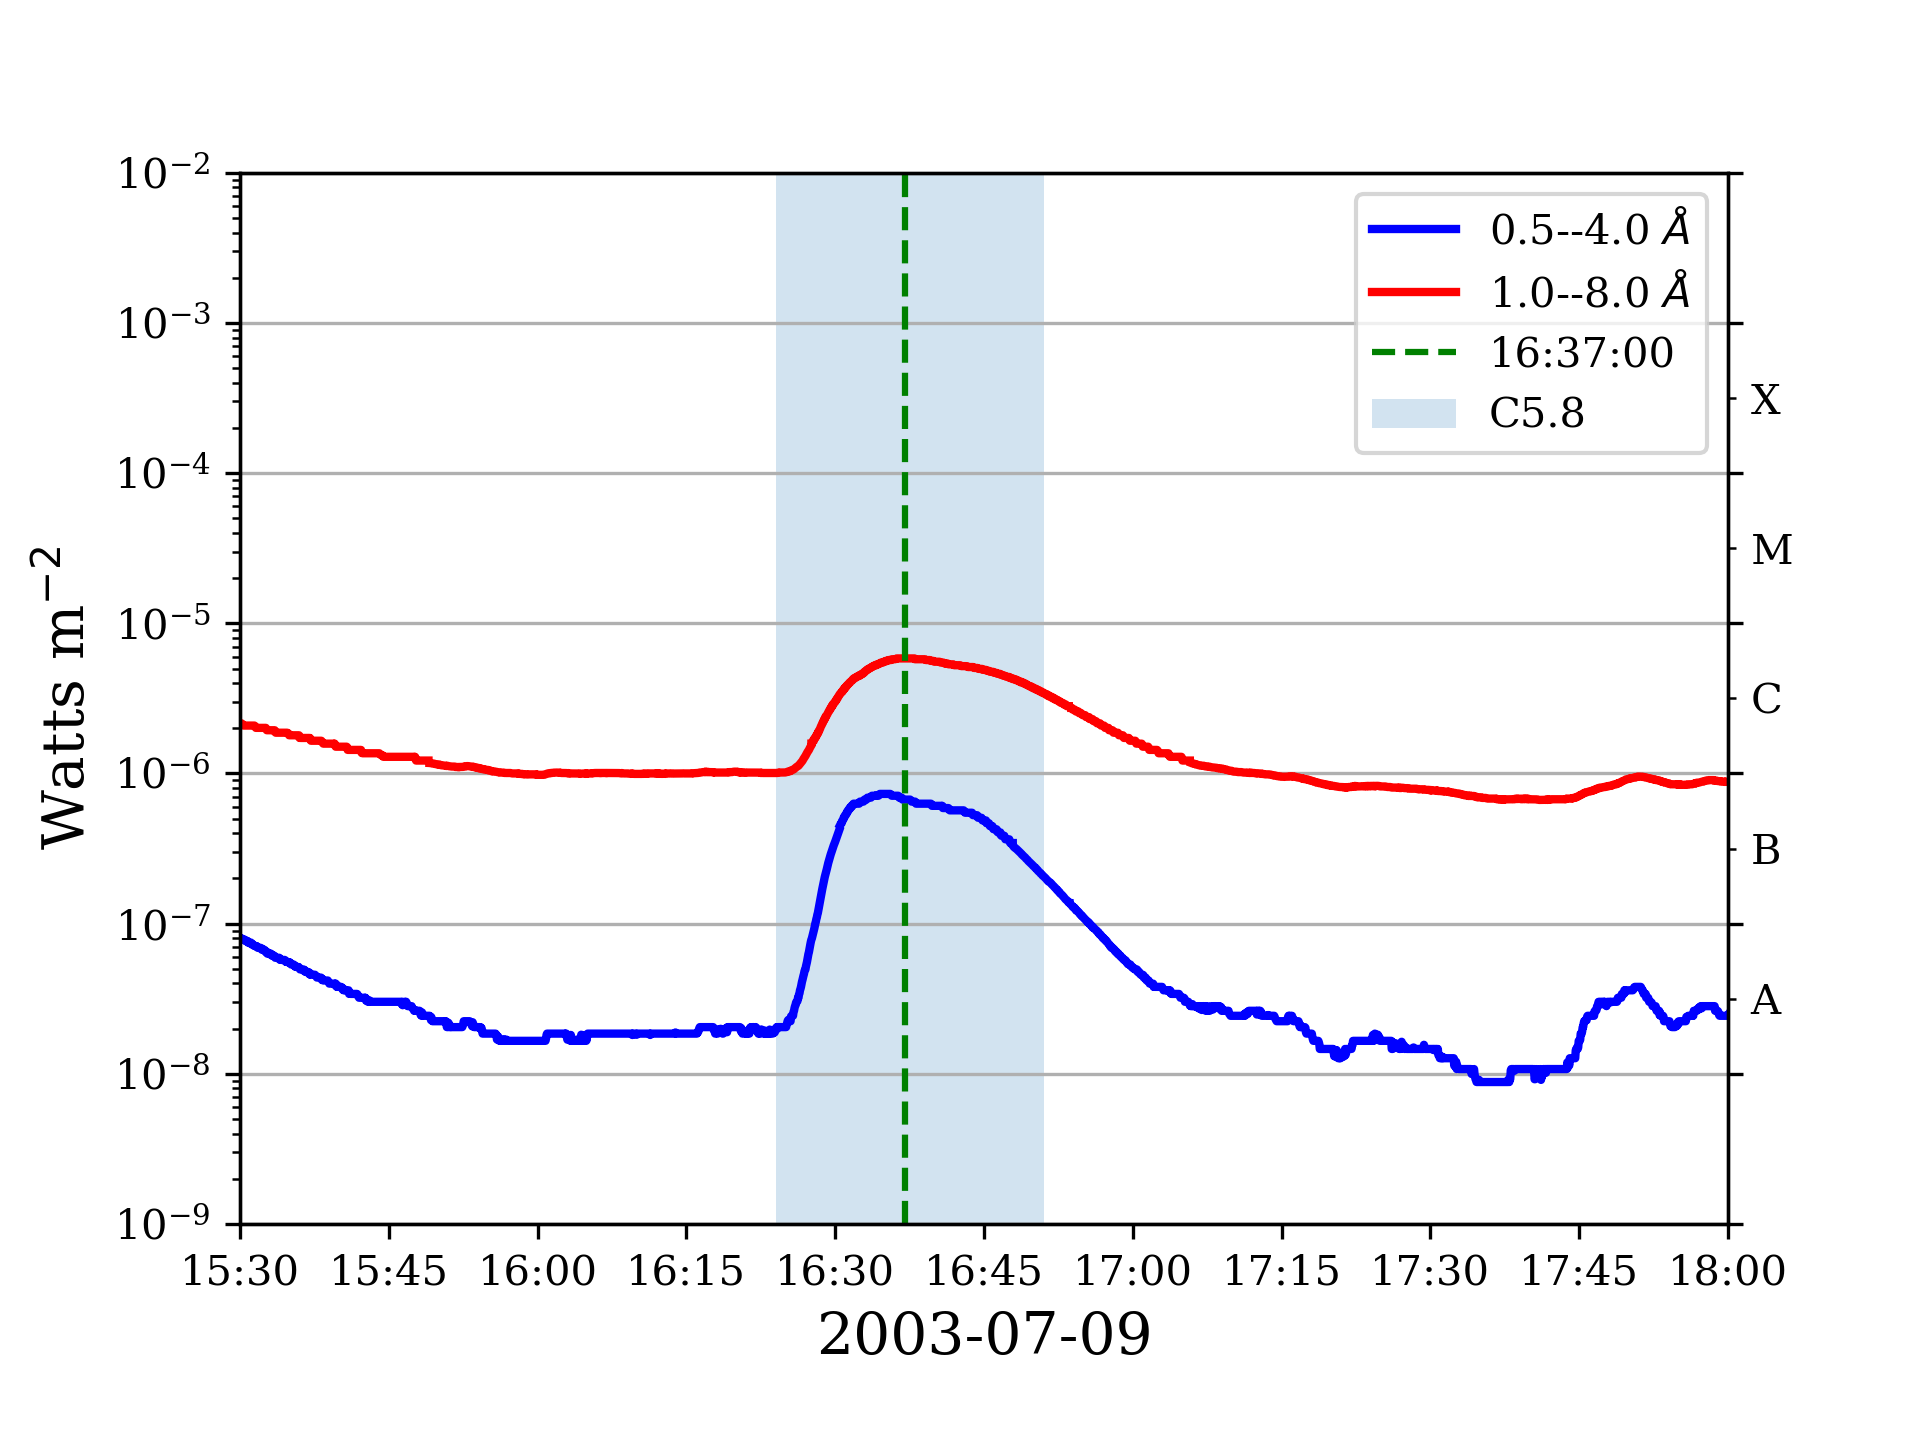 10⁻²
10⁻³
10⁻⁴
10⁻⁵
10⁻⁶
10⁻⁷
10⁻⁸
10⁻⁹
Watts m⁻²
0.5--4.0 Å
1.0--8.0 Å
16:37:00
C5.8
X
M
C
B
A
15:30 15:45 16:00 16:15 16:30 16:45 17:00 17:15 17:30 17:45 18:00
2003-07-09